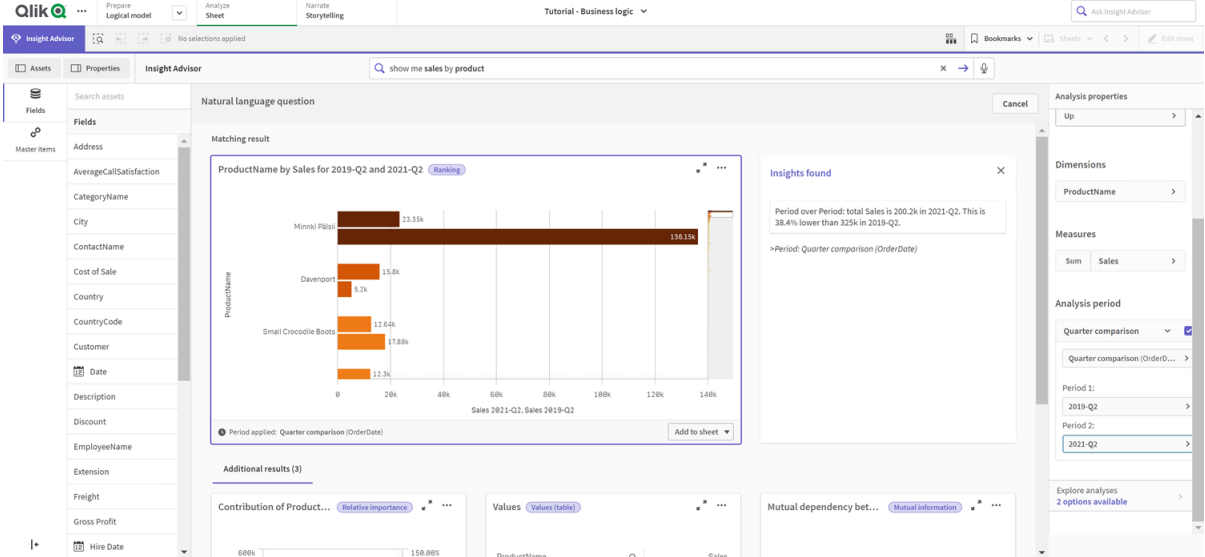 Qlik
Prepare
Logical model
Analyze
Sheet
Narrate
Storytelling
Tutorial - Business logic
Ask Insight Advisor
Insight Advisor
No selections applied
Bookmarks
Sheets
Edit sheet
Assets
Properties
Insight Advisor
show me sales by product
Fields
Master items
Search assets
Fields
Address
AverageCallSatisfaction
CategoryName
City
ContactName
Cost of Sale
Country
CountryCode
Customer
Date
Description
Discount
EmployeeName
Extension
Freight
Gross Profit
Hire Date
Natural language question
Cancel
Matching result
ProductName by Sales for 2019-Q2 and 2021-Q2
Ranking
ProductName
Minnki Pälsii
23.35k
136.15k
Davenport
15.8k
5.2k
Small Crocodile Boots
12.64k
17.88k
12.3k
0 20k 40k 60k 80k 100k 120k 140k
Sales 2021-Q2, Sales 2019-Q2
Period applied: Quarter comparison (OrderDate)
Add to sheet
Insights found
Period over Period: total Sales is 200.2k in 2021-Q2. This is
38.4% lower than 325k in 2019-Q2.
>Period: Quarter comparison (OrderDate)
Additional results (3)
Contribution of Product...
Relative importance
600k
150.00%
Values
Values (table)
ProductName
Sales
Mutual dependency bet...
Mutual information
Analysis properties
Up
Dimensions
ProductName
Measures
Sum
Sales
Analysis period
Quarter comparison
Quarter comparison (OrderD...
Period 1:
2019-Q2
Period 2:
2021-Q2
Explore analyses
2 options available